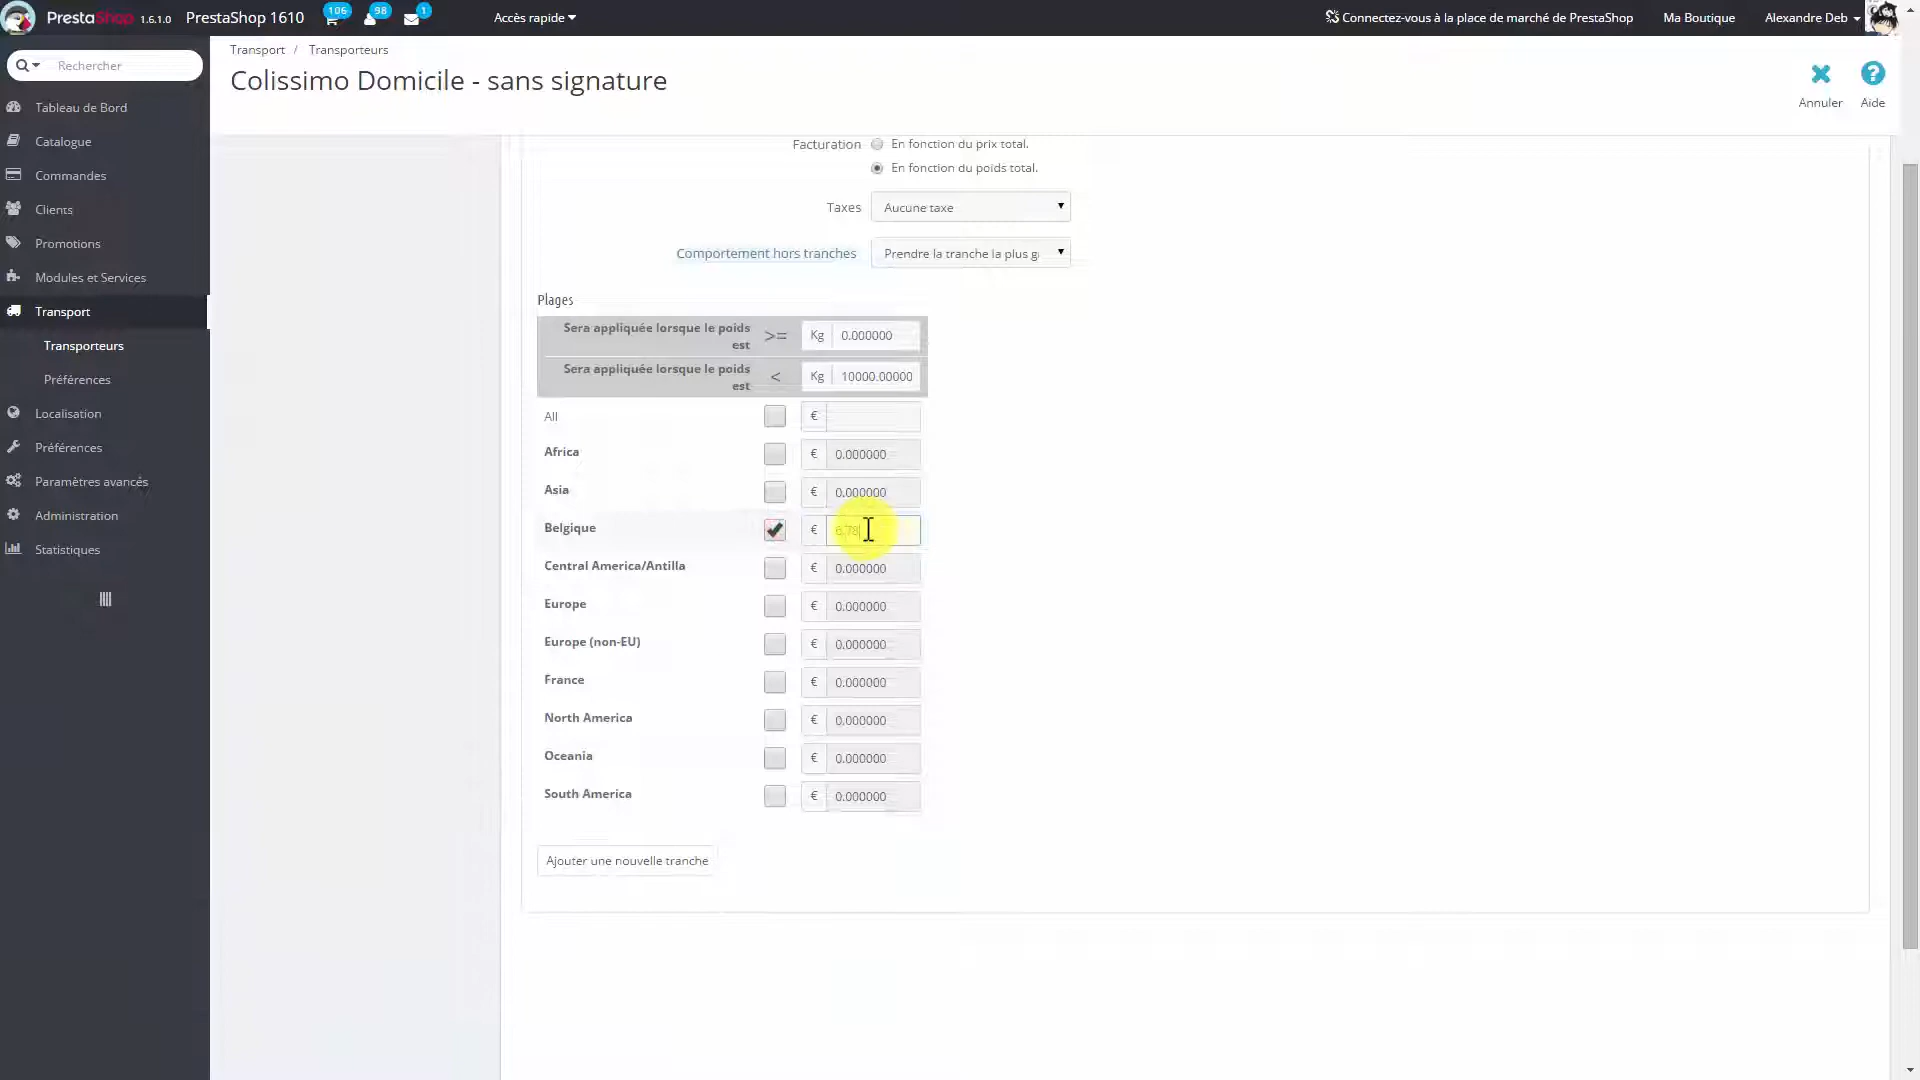 PrestaShop 1.6.1.0 PrestaShop 1610 106 98 1 Accès rapide Connectez-vous à la place de marché de PrestaShop Ma Boutique Alexandre Deb
Rechercher
Tableau de Bord
Catalogue
Commandes
Clients
Promotions
Modules et Services
Transport
Transporteurs
Préférences
Localisation
Préférences
Paramètres avancés
Administration
Statistiques
Transport / Transporteurs
Colissimo Domicile - sans signature
Annuler
? Aide
Facturation En fonction du prix total.
En fonction du poids total.
Taxes Aucune taxe
Comportement hors tranches Prendre la tranche la plus g
Plages
Sera appliquée lorsque le poids est >= Kg 0.000000
Sera appliquée lorsque le poids est < Kg 10000.00000
All €
Africa € 0.000000
Asia € 0.000000
Belgique € 6.78
Central America/Antilla € 0.000000
Europe € 0.000000
Europe (non-EU) € 0.000000
France € 0.000000
North America € 0.000000
Oceania € 0.000000
South America € 0.000000
Ajouter une nouvelle tranche